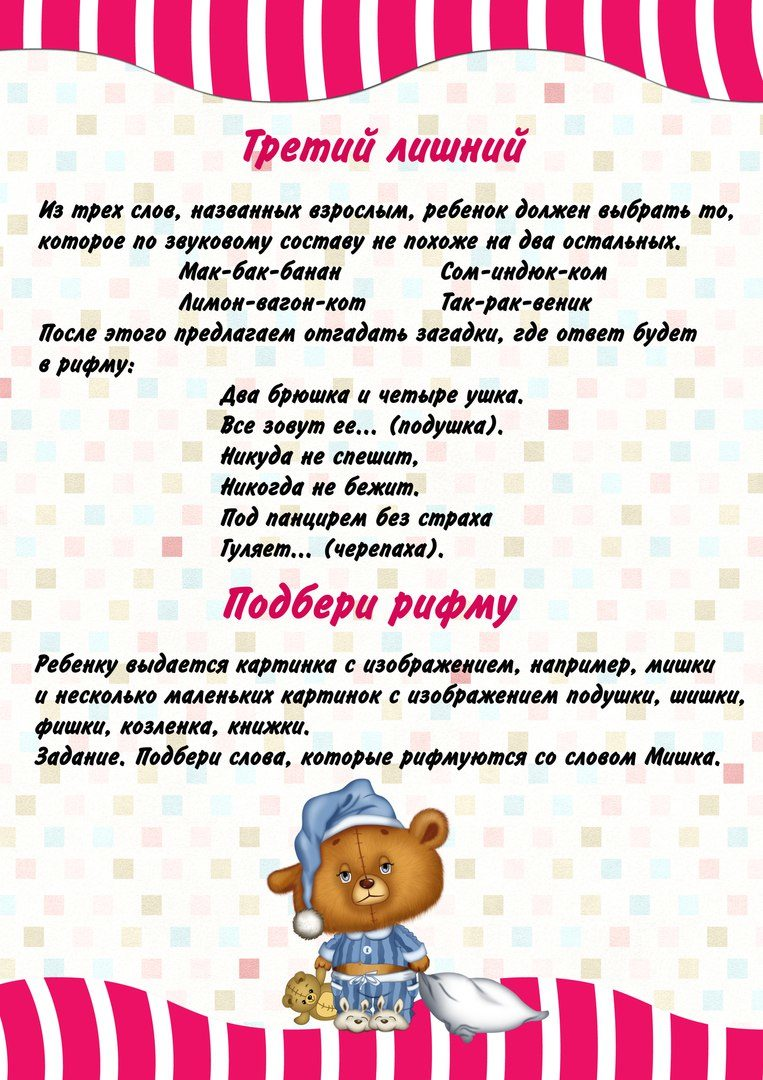 Третий лишний
Из трех слов, названных взрослым, ребенок должен выбрать то,
которое по звуковому составу не похоже на два остальных.
Мак-бак-банан Сом-индюк-ком
Лимон-вагон-кот Так-рак-веник
После этого предлагаем отгадать загадки, где ответ будет
в рифму:
Два брюшка и четыре ушка.
Все зовут ее... (подушка).
Никуда не спешит,
Никогда не бежит.
Под панцирем без страха
Гуляет... (черепаха).
Подбери рифму
Ребенку выдается картинка с изображением, например, мишки
и несколько маленьких картинок с изображением подушки, шишки,
фишки, козленка, книжки.
Задание. Подбери слова, которые рифмуются со словом Мишка.